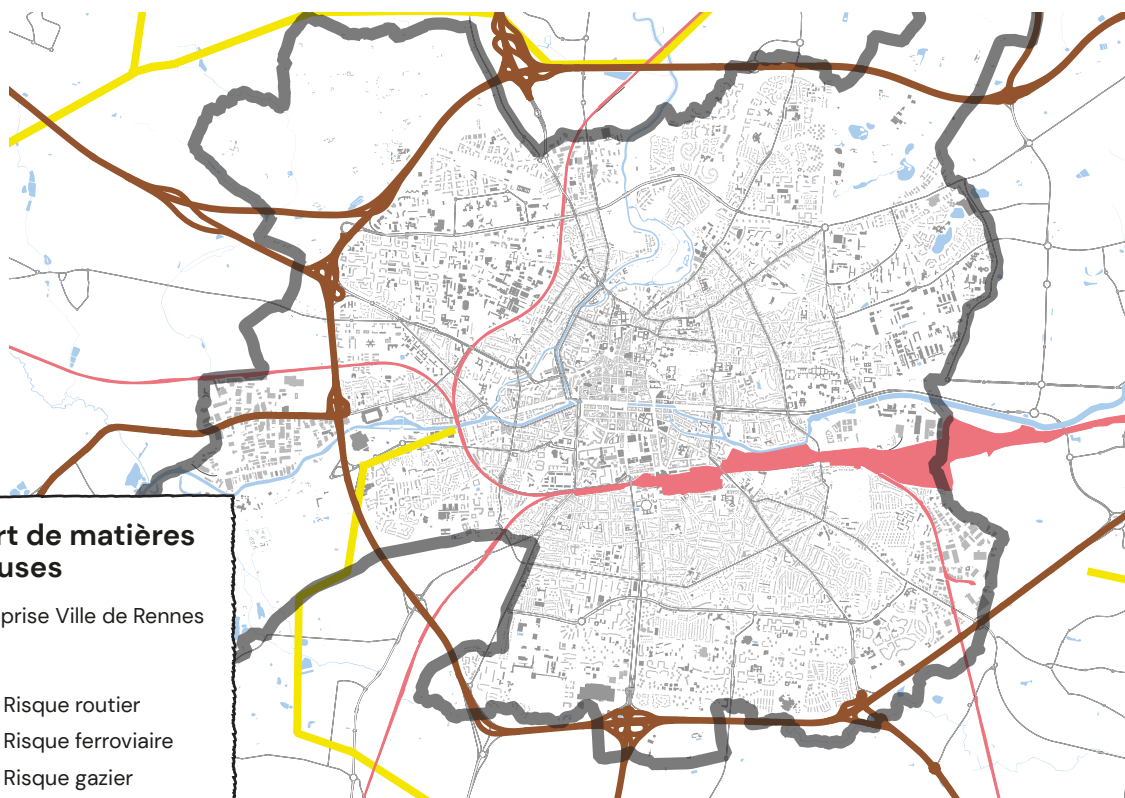 rt de matières
uses
prise Ville de Rennes
Risque routier
Risque ferroviaire
Risque gazier